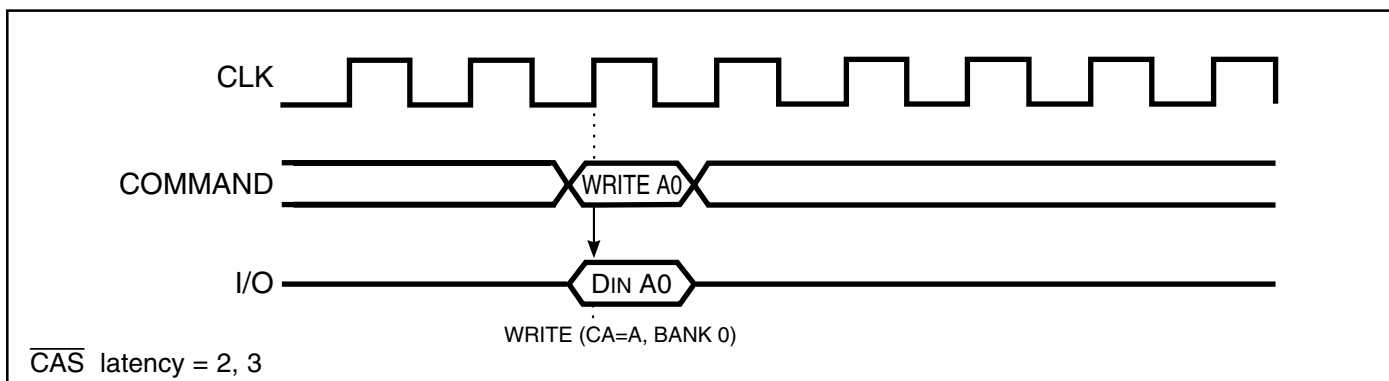 CLK
COMMAND
WRITE A0
I/O
DIN A0
WRITE (CA=A, BANK 0)
CAS latency = 2, 3